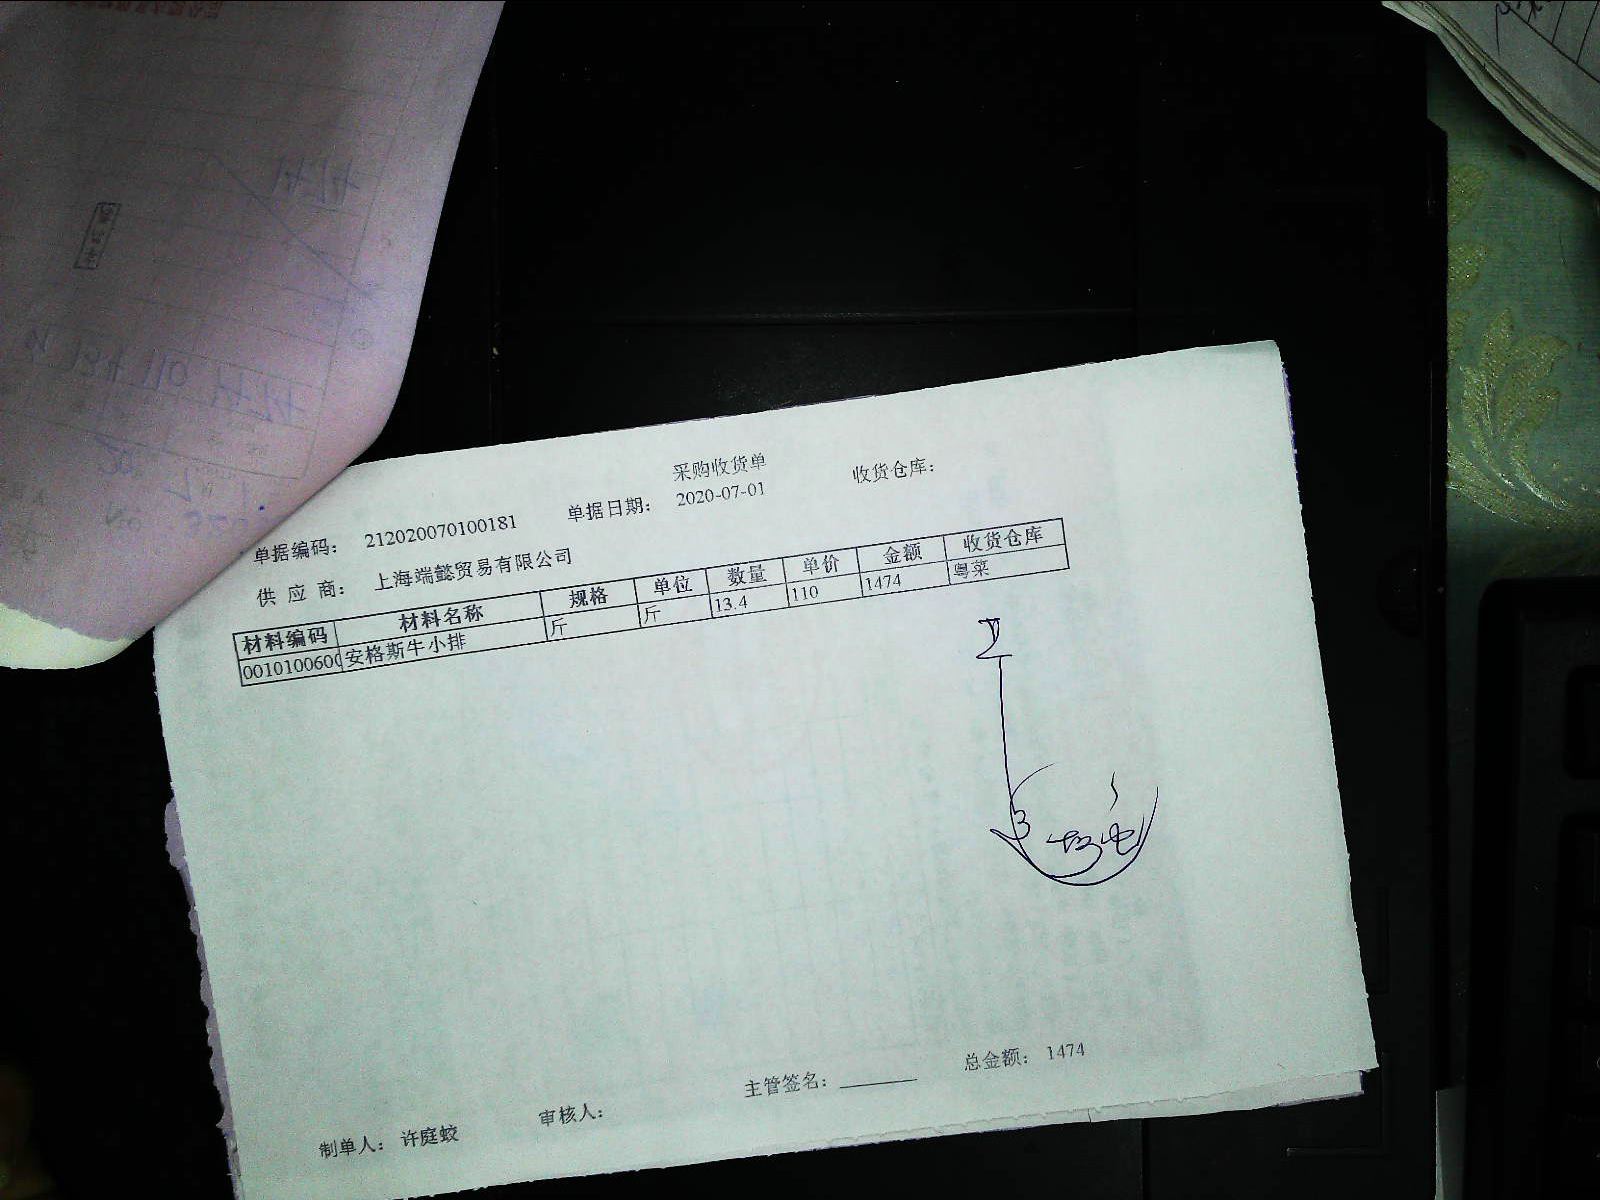 采购收货单
单据编码: 212020070100181 单据日期: 2020-07-01 收货仓库:
供 应 商: 上海端懿贸易有限公司
材料编码 材料名称 规格 单位 数量 单价 金额 收货仓库
0010100600 安格斯牛小排 斤 斤 13.4 110 1474 粤菜
总金额: 1474
主管签名:
审核人:
制单人: 许庭蛟